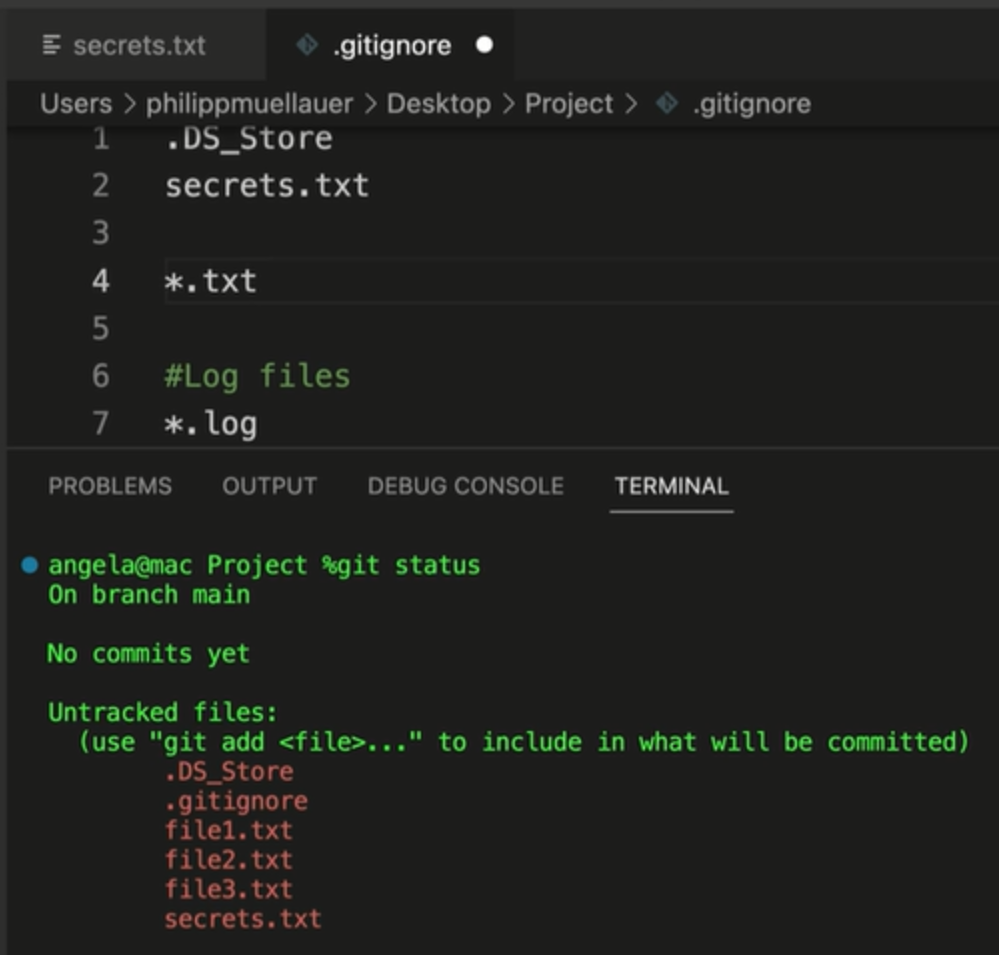 secrets.txt .gitignore
Users > philippmuellauer > Desktop > Project > .gitignore
1 .DS_Store
2 secrets.txt
3
4 *.txt
5
6 #Log files
7 *.log
PROBLEMS OUTPUT DEBUG CONSOLE TERMINAL
angela@mac Project %git status
On branch main
No commits yet
Untracked files:
(use "git add <file>..." to include in what will be committed)
.DS_Store
.gitignore
file1.txt
file2.txt
file3.txt
secrets.txt